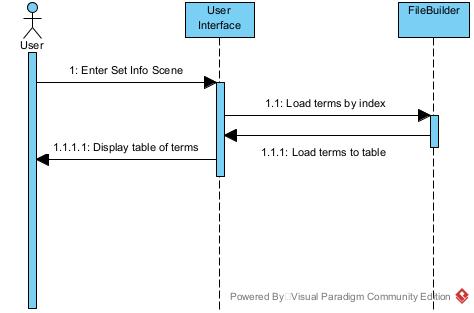 User
Interface
FileBuilder
User
1: Enter Set Info Scene
1.1: Load terms by index
1.1.1.1: Display table of terms
1.1.1: Load terms to table
Powered By Visual Paradigm Community Edition